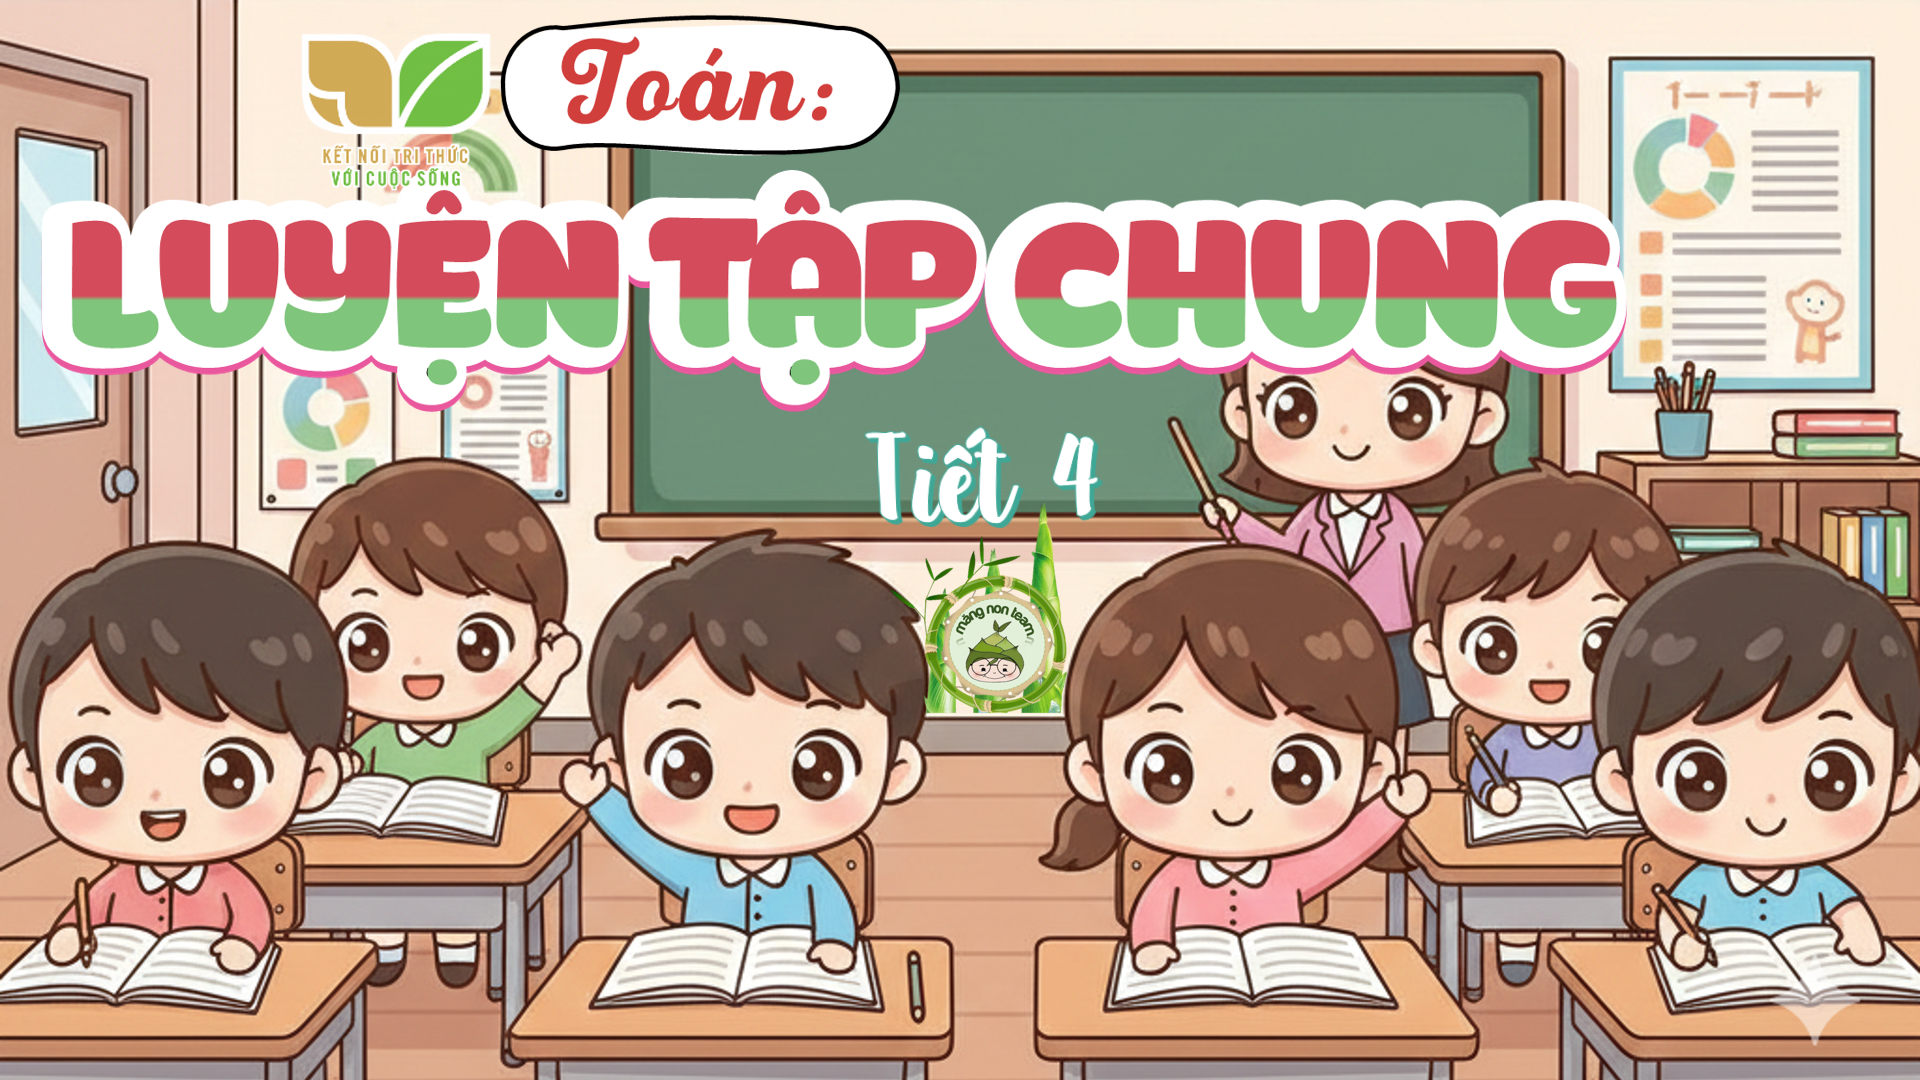 Toán:
KẾT NỐI TRI THỨC
VỚI CUỘC SỐNG
LUYỆN TẬP CHUNG
Tiết 4
măng non team